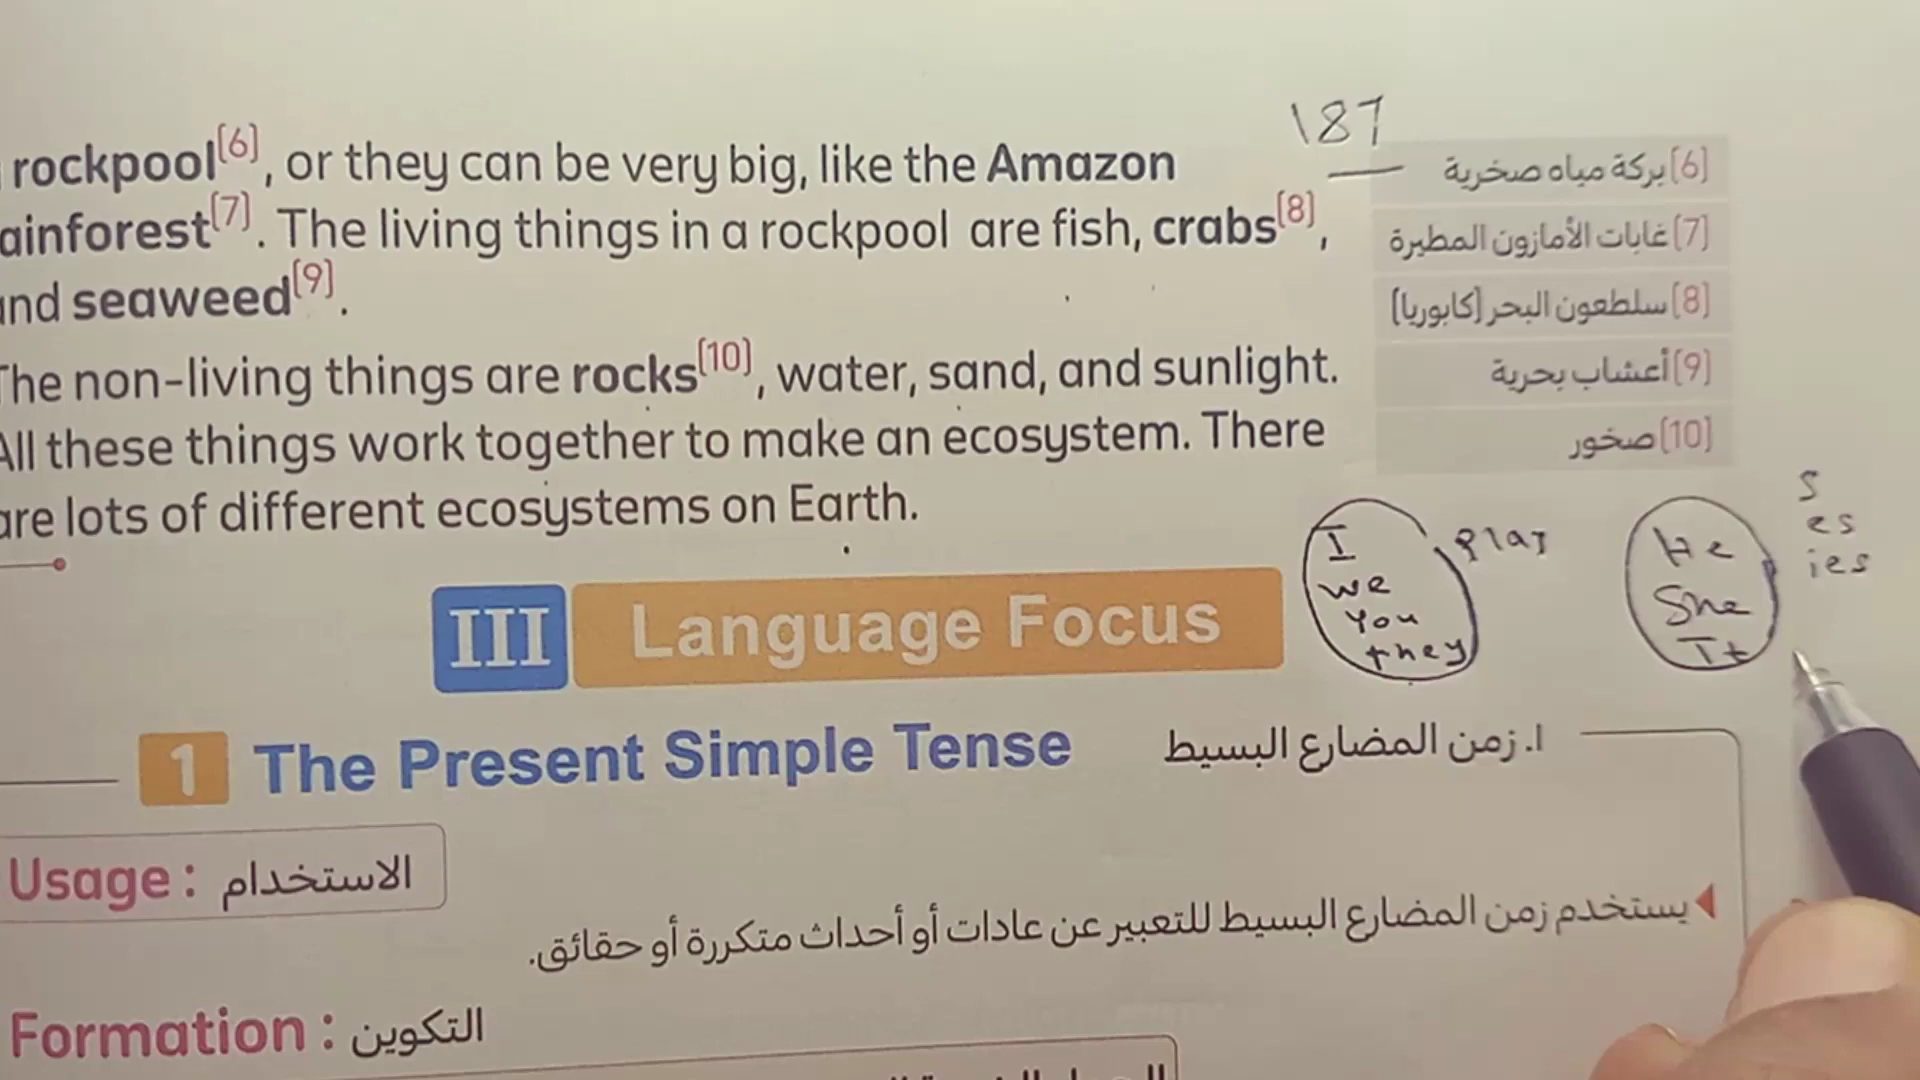 187
rockpool[6], or they can be very big, like the Amazon
ainforest[7]. The living things in a rockpool are fish, crabs[8],
and seaweed[9].
The non-living things are rocks[10], water, sand, and sunlight.
All these things work together to make an ecosystem. There
are lots of different ecosystems on Earth.
[6] بركة مياه صخرية
[7] غابات الأمازون المطيرة
[8] سلطعون البحر [كابوريا]
[9] أعشاب بحرية
[10] صخور
I
we
You
they
Play
He
She
It
s
es
ies
III Language Focus
1 The Present Simple Tense ١. زمن المضارع البسيط
Usage : الاستخدام
يستخدم زمن المضارع البسيط للتعبير عن عادات أو أحداث متكررة أو حقائق.
Formation : التكوين